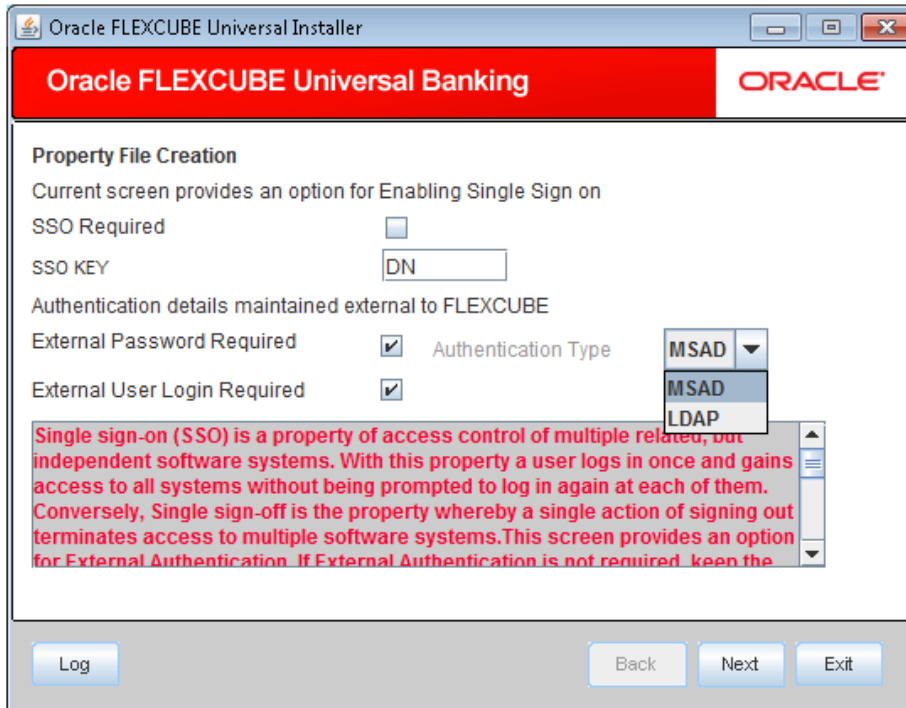 Oracle FLEXCUBE Universal Installer
Oracle FLEXCUBE Universal Banking
ORACLE
Property File Creation
Current screen provides an option for Enabling Single Sign on
SSO Required
SSO KEY DN
Authentication details maintained external to FLEXCUBE
External Password Required Authentication Type MSAD
External User Login Required MSAD
LDAP
Single sign-on (SSO) is a property of access control of multiple related, but
independent software systems. With this property a user logs in once and gains
access to all systems without being prompted to log in again at each of them.
Conversely, Single sign-off is the property whereby a single action of signing out
terminates access to multiple software systems.This screen provides an option
for External Authentication. If External Authentication is not required, keep the
Log Back Next Exit